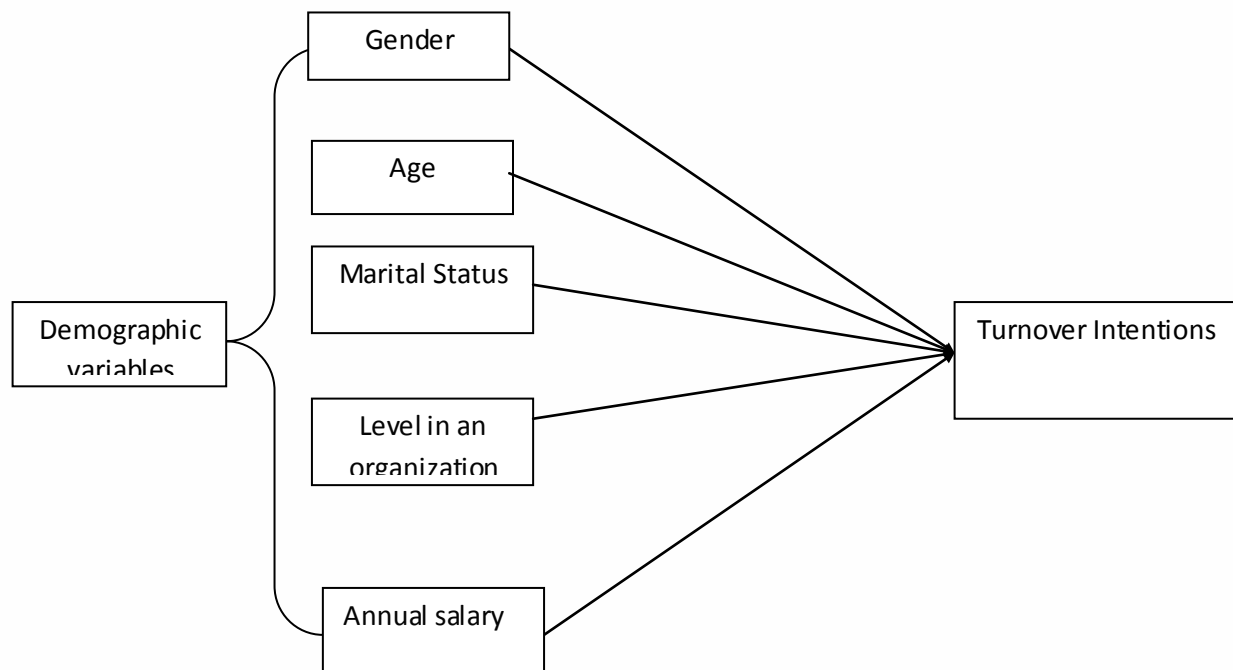 Gender
Age
Marital Status
Demographic
variables
Turnover Intentions
Level in an
organization
Annual salary